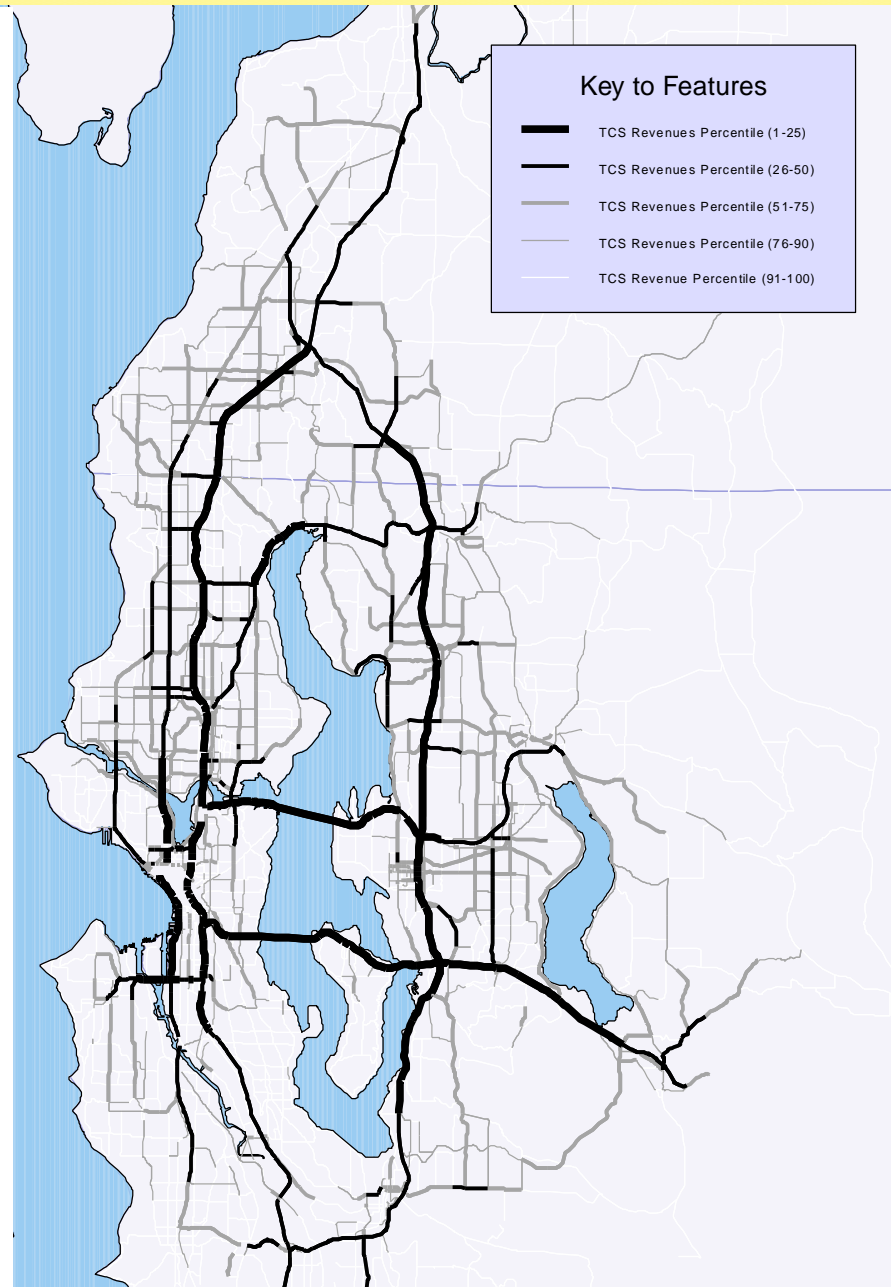 Key to Features
TCS Revenues Percentile (1-25)
TCS Revenues Percentile (26-50)
TCS Revenues Percentile (51-75)
TCS Revenues Percentile (76-90)
TCS Revenue Percentile (91-100)